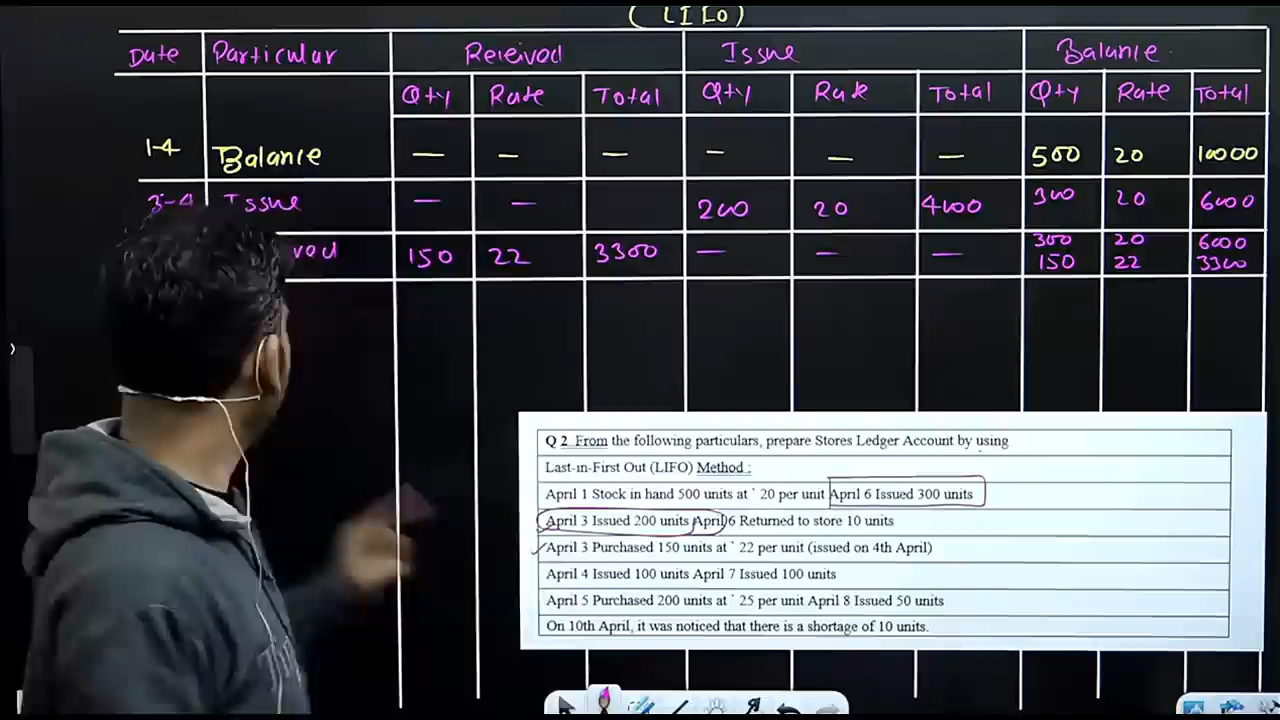 (LIFO)
Date Particular Received Issue Balance
Qty Rate Total Qty Rate Total Qty Rate Total
1-4 Balance — — — — — — 500 20 10000
3-4 Issue — — 200 20 4000 300 20 6000
150 22 3300 — — — 300 20 6000
150 22 3300
Q 2 From the following particulars, prepare Stores Ledger Account by using
Last-in-First Out (LIFO) Method :
April 1 Stock in hand 500 units at ` 20 per unit April 6 Issued 300 units
April 3 Issued 200 units April 6 Returned to store 10 units
April 3 Purchased 150 units at ` 22 per unit (issued on 4th April)
April 4 Issued 100 units April 7 Issued 100 units
April 5 Purchased 200 units at ` 25 per unit April 8 Issued 50 units
On 10th April, it was noticed that there is a shortage of 10 units.